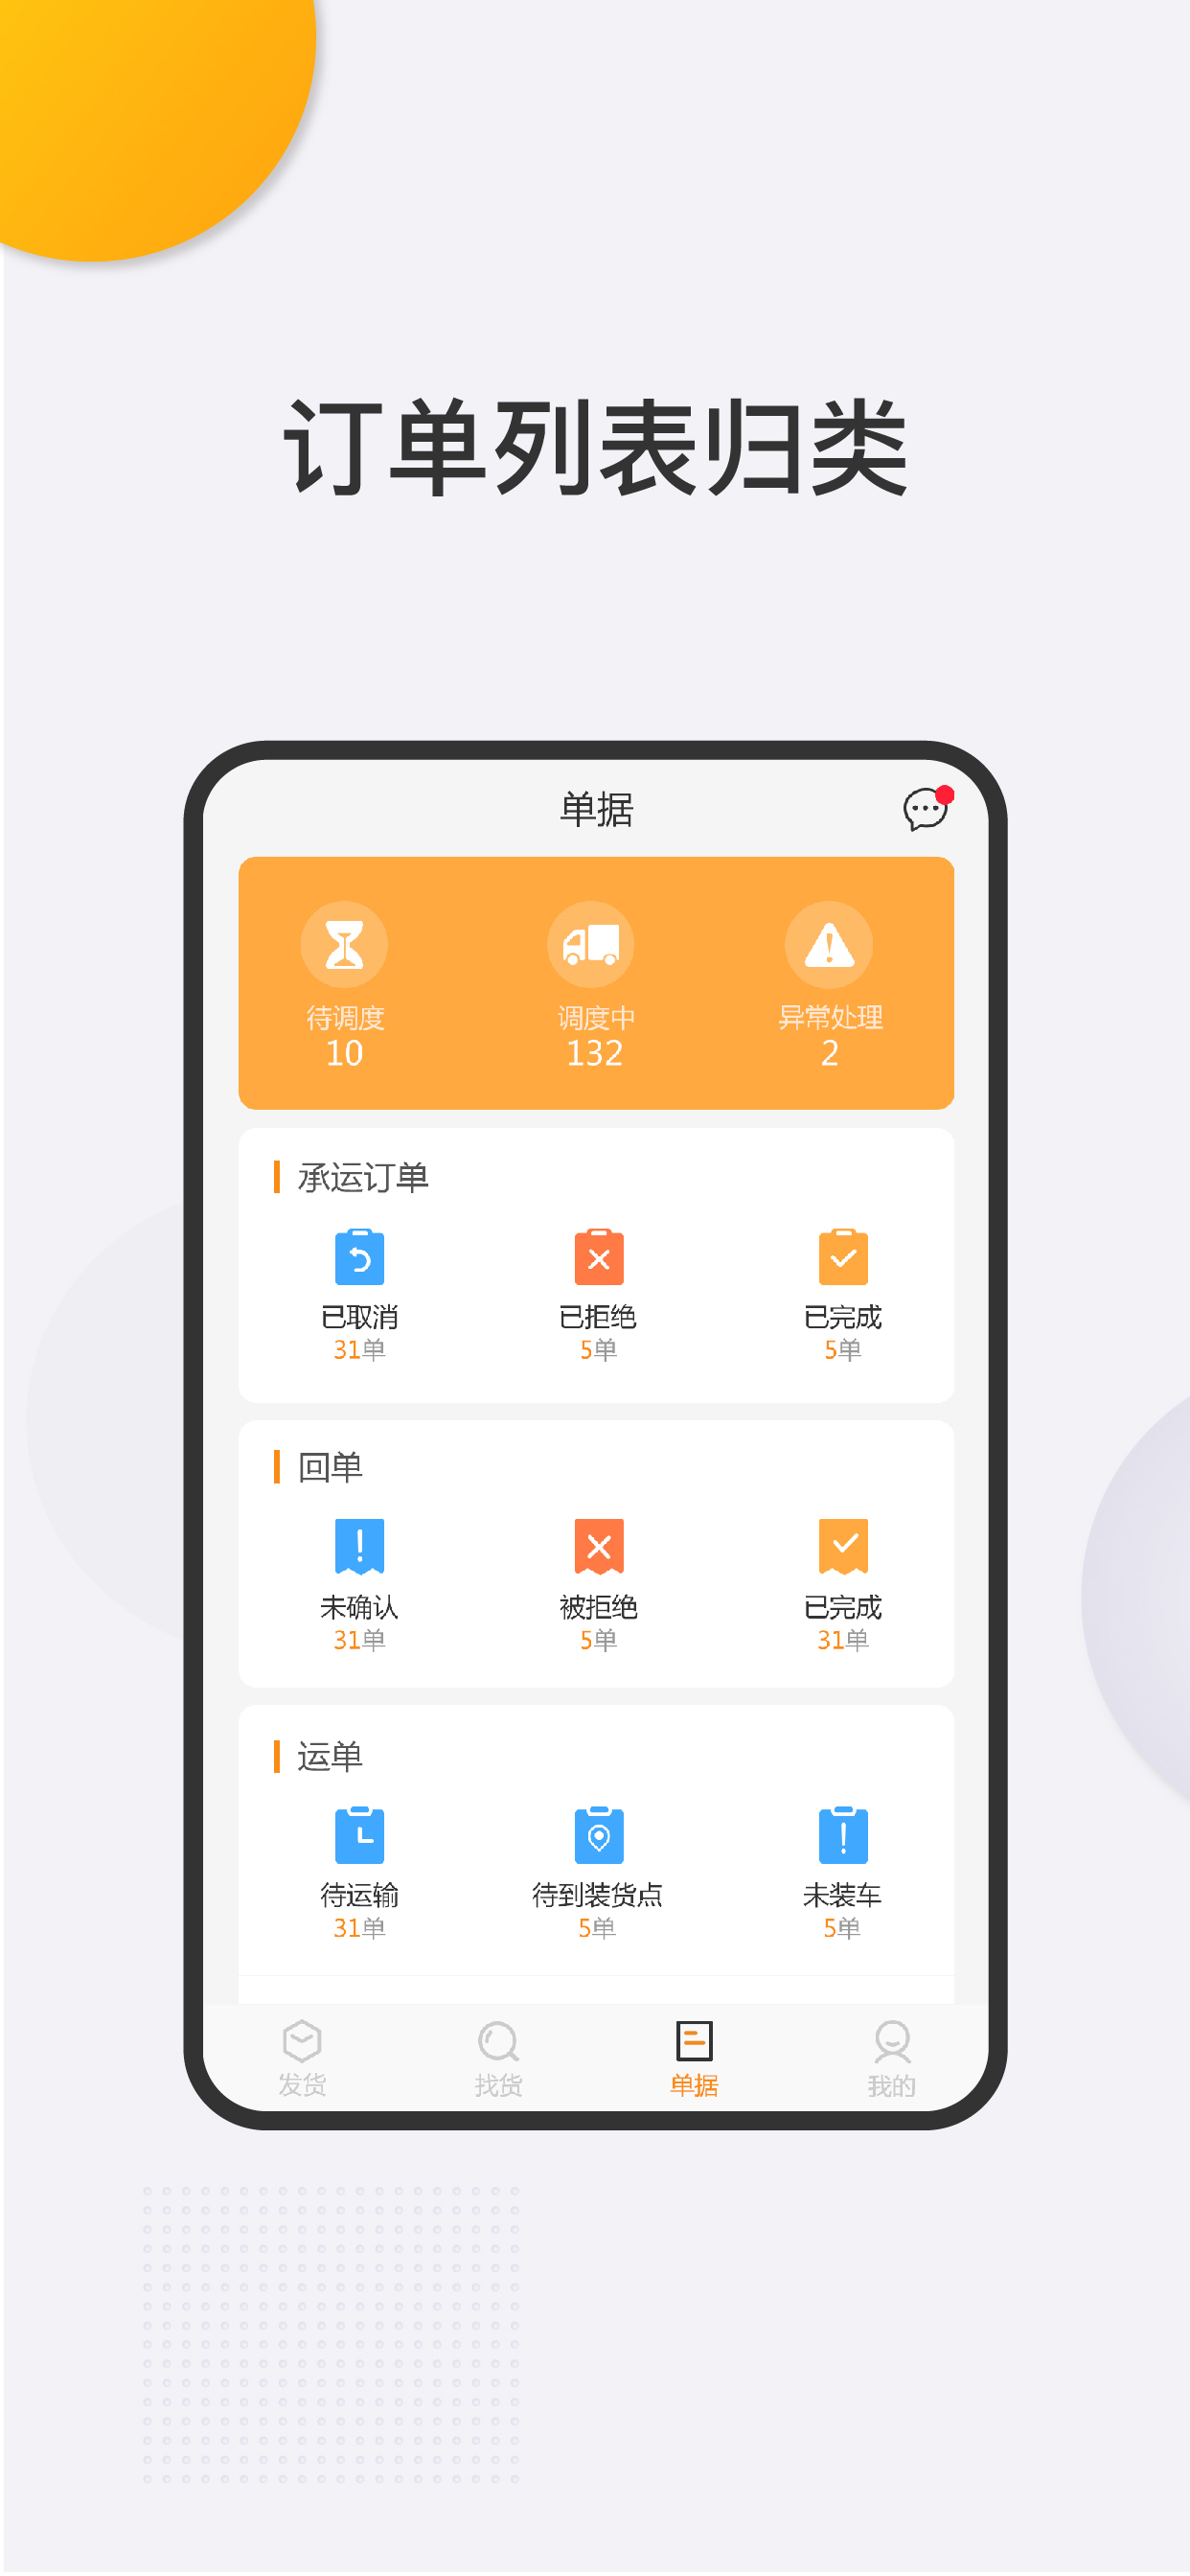 订单列表归类
单据
待调度 调度中 异常处理
10 132 2
承运订单
已取消 已拒绝 已完成
31单 5单 5单
回单
未确认 被拒绝 已完成
31单 5单 31单
运单
待运输 待到装货点 未装车
31单 5单 5单
发货 找货 单据 我的